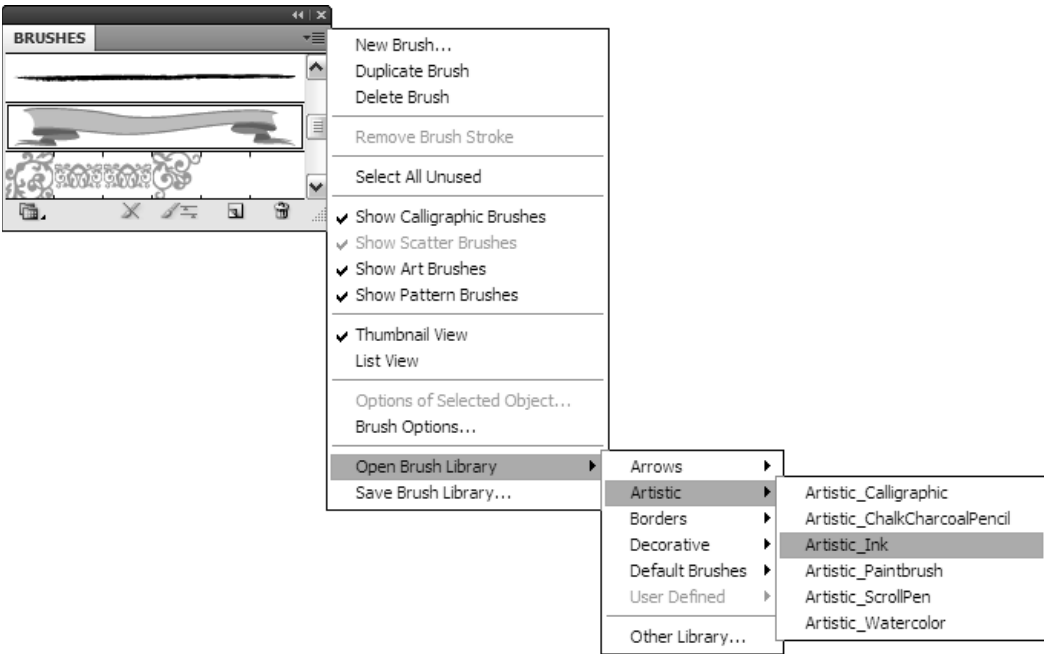 BRUSHES
New Brush...
Duplicate Brush
Delete Brush
Remove Brush Stroke
Select All Unused
Show Calligraphic Brushes
Show Scatter Brushes
Show Art Brushes
Show Pattern Brushes
Thumbnail View
List View
Options of Selected Object...
Brush Options...
Open Brush Library
Save Brush Library...
Arrows
Artistic
Borders
Decorative
Default Brushes
User Defined
Other Library...
Artistic_Calligraphic
Artistic_ChalkCharcoalPencil
Artistic_Ink
Artistic_Paintbrush
Artistic_ScrollPen
Artistic_Watercolor